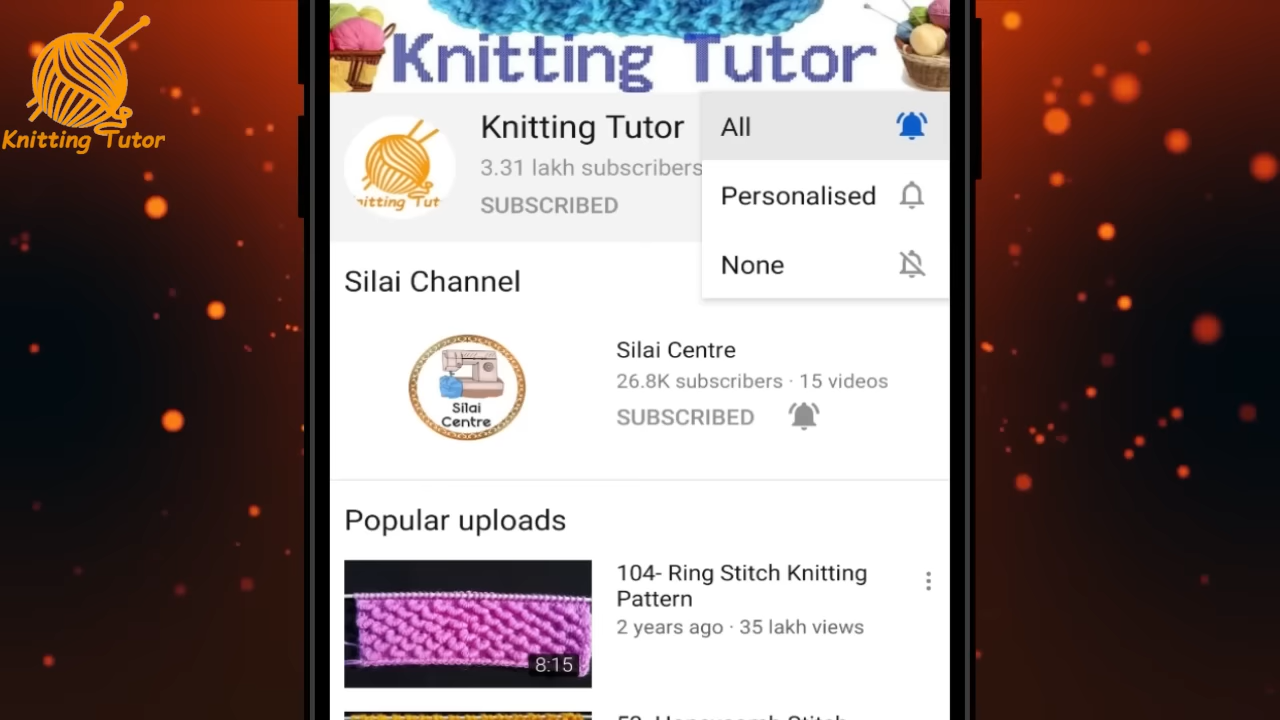 Knitting Tutor
Knitting Tutor
Knitting Tutor
3.31 lakh subscribers
SUBSCRIBED
All
Personalised
None
nitting Tut
Silai Channel
Silai
Centre
Silai Centre
26.8K subscribers · 15 videos
SUBSCRIBED
Popular uploads
8:15
104- Ring Stitch Knitting
Pattern
2 years ago · 35 lakh views